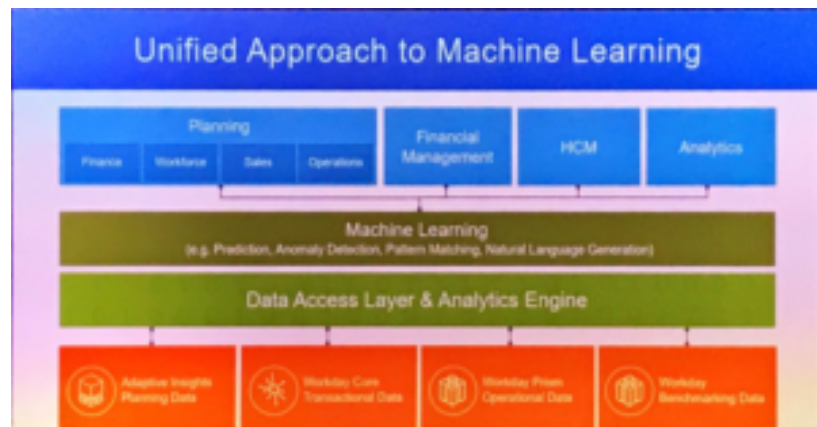 Unified Approach to Machine Learning
Planning
Finance Workforce Sales Operations
Financial
Management
HCM
Analytics
Machine Learning
(e.g. Prediction, Anomaly Detection, Pattern Matching, Natural Language Generation)
Data Access Layer & Analytics Engine
Adaptive Insights
Planning Data
Workday Core
Transactional Data
Workday Prism
Operational Data
Workday
Benchmarking Data